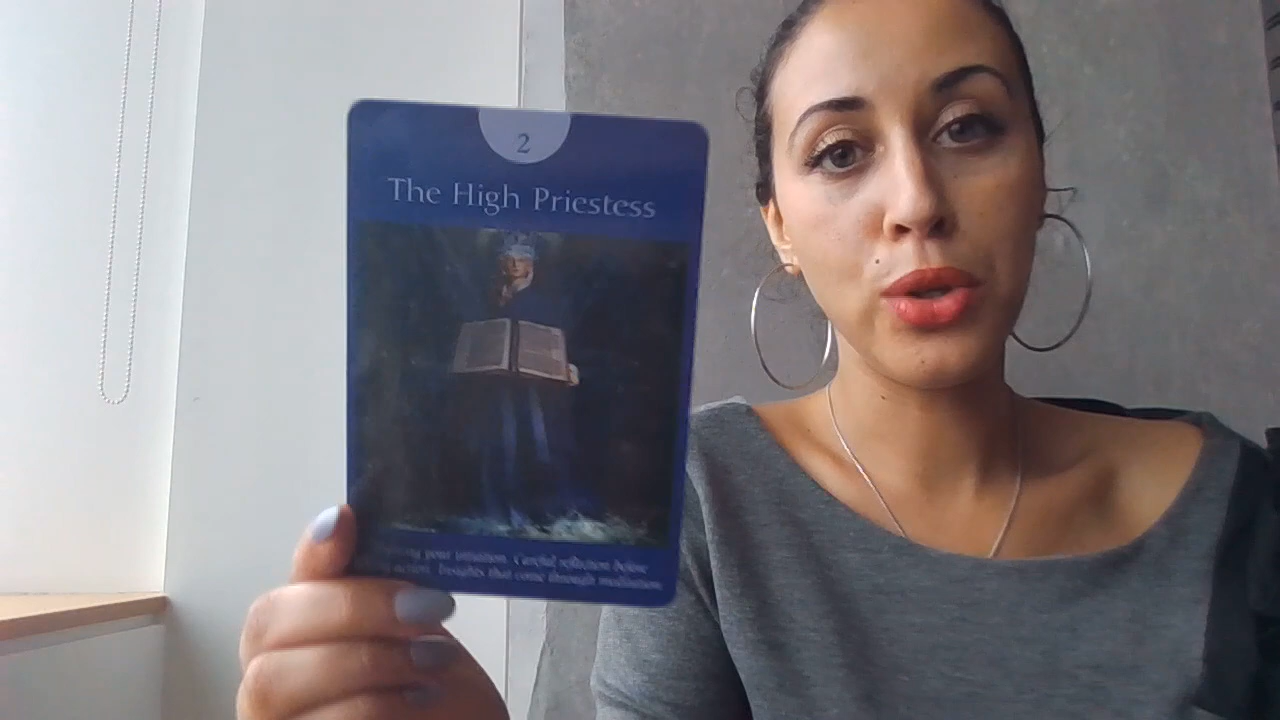 2
The High Priestess
your intuition. Careful reflection before
action. Insights that come through meditation.